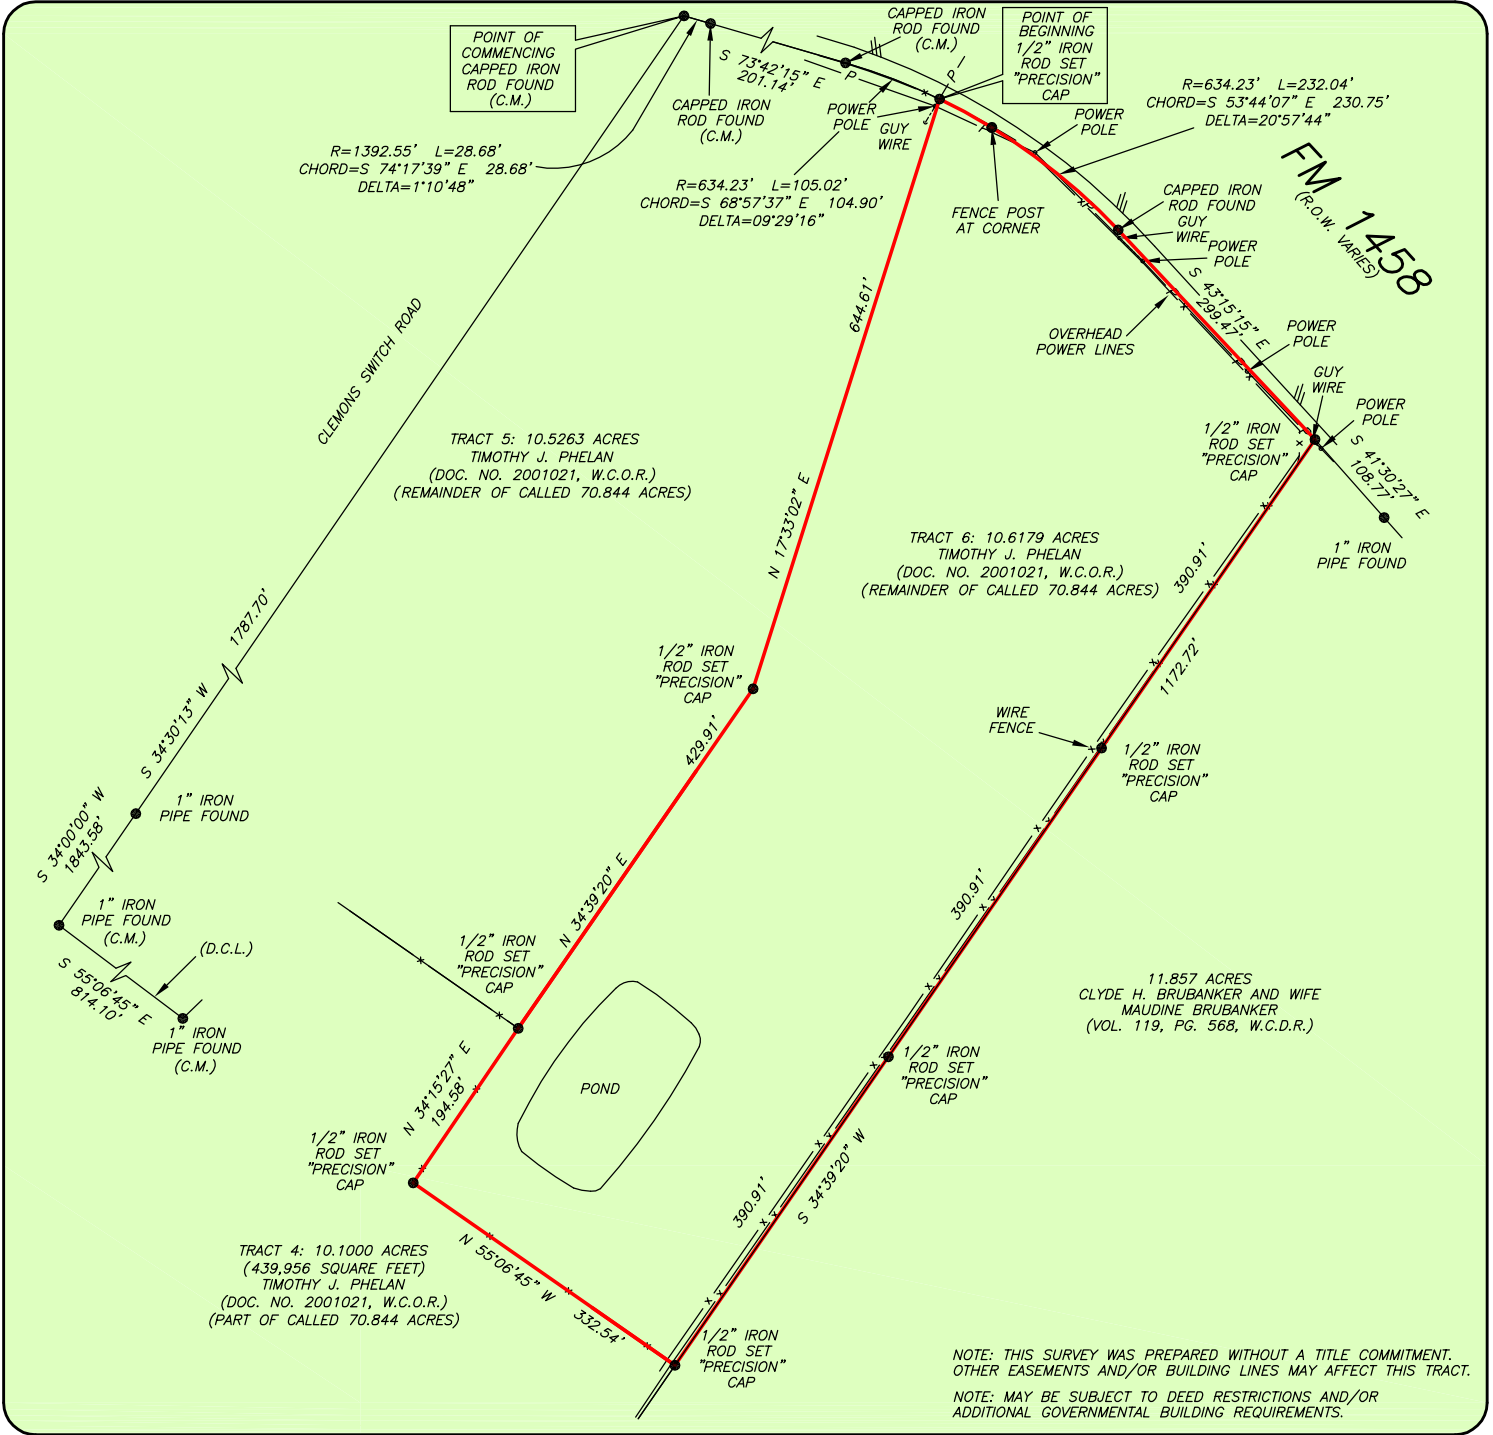 POINT OF
COMMENCING
CAPPED IRON
ROD FOUND
(C.M.)
S 73°42'15" E
201.14'
CAPPED IRON
ROD FOUND
(C.M.)
CAPPED IRON
ROD FOUND
(C.M.)
POINT OF
BEGINNING
1/2" IRON
ROD SET
"PRECISION"
CAP
P
P
POWER
POLE
GUY
WIRE
R=634.23' L=232.04'
CHORD=S 53°44'07" E 230.75'
DELTA=20°57'44"
POWER
POLE
R=1392.55' L=28.68'
CHORD=S 74°17'39" E 28.68'
DELTA=1°10'48"
R=634.23' L=105.02'
CHORD=S 68°57'37" E 104.90'
DELTA=09°29'16"
FENCE POST
AT CORNER
CAPPED IRON
ROD FOUND
GUY
WIRE
POWER
POLE
FM 1458
(R.O.W. VARIES)
S 43°15'15" E
299.47'
OVERHEAD
POWER LINES
POWER
POLE
GUY
WIRE
POWER
POLE
1/2" IRON
ROD SET
"PRECISION"
CAP
S 41°30'27" E
108.77'
1" IRON
PIPE FOUND
CLEMONS SWITCH ROAD
644.61'
N 17°33'02" E
TRACT 5: 10.5263 ACRES
TIMOTHY J. PHELAN
(DOC. NO. 2001021, W.C.O.R.)
(REMAINDER OF CALLED 70.844 ACRES)
TRACT 6: 10.6179 ACRES
TIMOTHY J. PHELAN
(DOC. NO. 2001021, W.C.O.R.)
(REMAINDER OF CALLED 70.844 ACRES)
390.91'
1172.72'
1787.70'
S 34°30'13" W
1/2" IRON
ROD SET
"PRECISION"
CAP
429.91'
N 34°39'20" E
WIRE
FENCE
1/2" IRON
ROD SET
"PRECISION"
CAP
S 34°00'00" W
1843.58'
1" IRON
PIPE FOUND
1" IRON
PIPE FOUND
(C.M.)
(D.C.L.)
S 55°06'45" E
814.10'
1" IRON
PIPE FOUND
(C.M.)
1/2" IRON
ROD SET
"PRECISION"
CAP
390.91'
11.857 ACRES
CLYDE H. BRUBANKER AND WIFE
MAUDINE BRUBANKER
(VOL. 119, PG. 568, W.C.D.R.)
N 34°15'27" E
194.58'
POND
1/2" IRON
ROD SET
"PRECISION"
CAP
1/2" IRON
ROD SET
"PRECISION"
CAP
390.91'
S 34°39'20" W
N 55°06'45" W 332.54'
TRACT 4: 10.1000 ACRES
(439,956 SQUARE FEET)
TIMOTHY J. PHELAN
(DOC. NO. 2001021, W.C.O.R.)
(PART OF CALLED 70.844 ACRES)
1/2" IRON
ROD SET
"PRECISION"
CAP
NOTE: THIS SURVEY WAS PREPARED WITHOUT A TITLE COMMITMENT.
OTHER EASEMENTS AND/OR BUILDING LINES MAY AFFECT THIS TRACT.
NOTE: MAY BE SUBJECT TO DEED RESTRICTIONS AND/OR
ADDITIONAL GOVERNMENTAL BUILDING REQUIREMENTS.